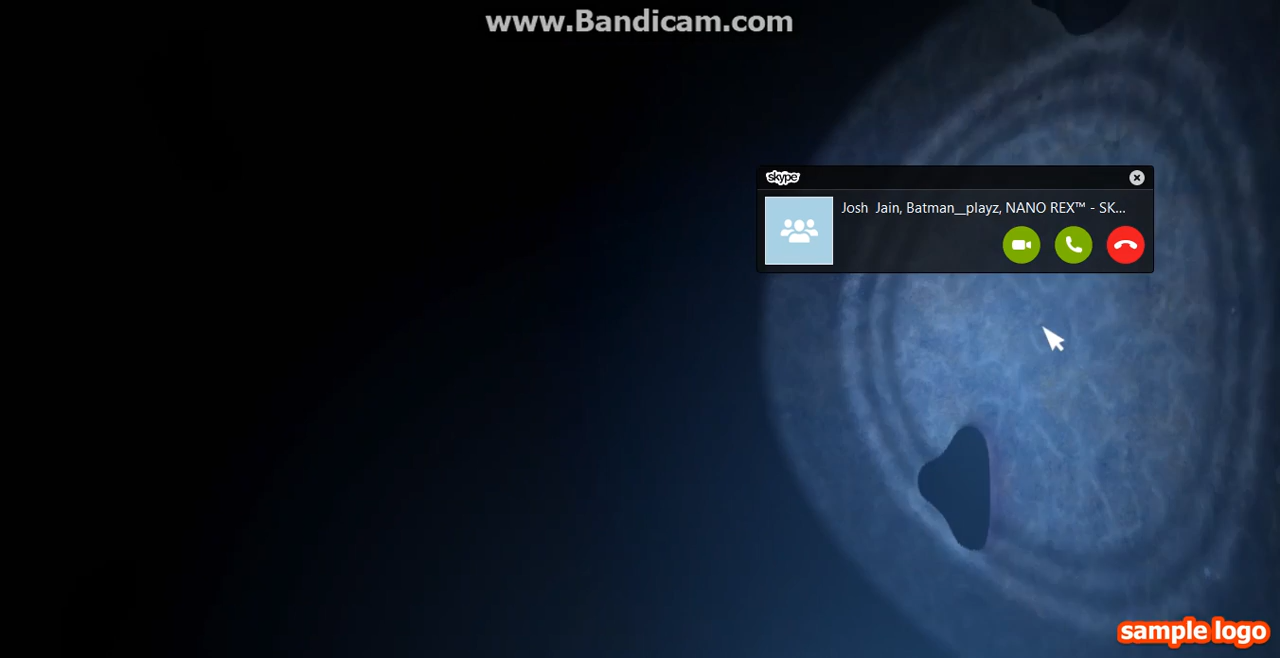 www.Bandicam.com
skype
Josh Jain, Batman__playz, NANO REX™ - SK...
sample logo